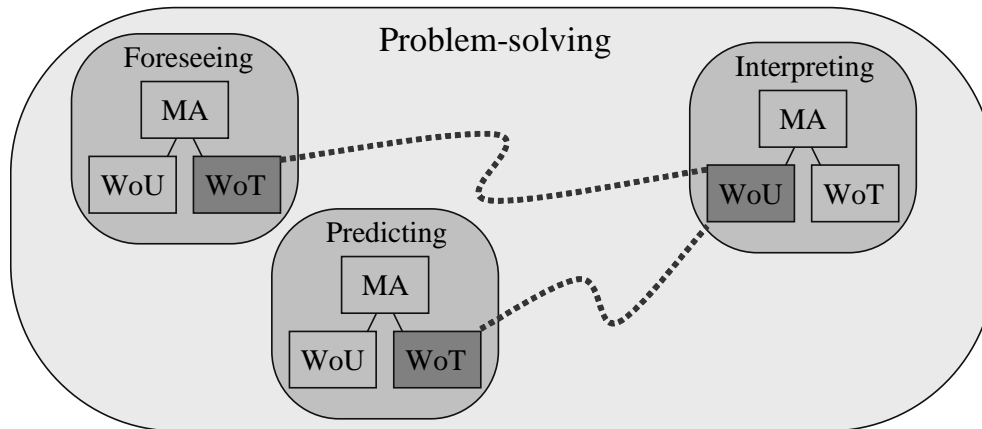 Problem-solving
Foreseeing
MA
WoU WoT
Interpreting
MA
WoU WoT
Predicting
MA
WoU WoT